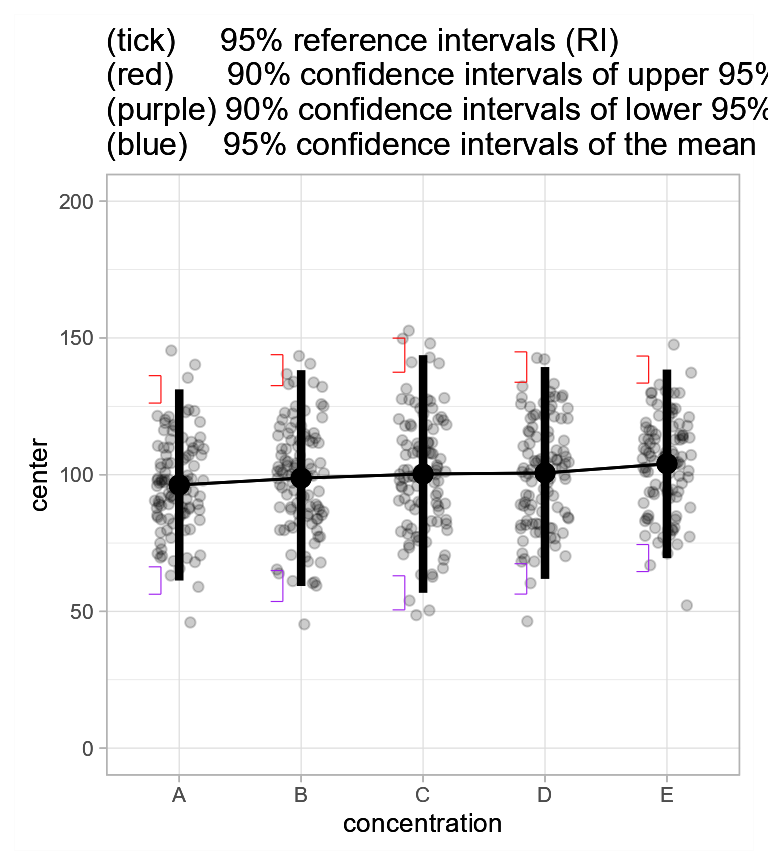 (tick) 95% reference intervals (RI)
(red) 90% confidence intervals of upper 95%
(purple) 90% confidence intervals of lower 95%
(blue) 95% confidence intervals of the mean
200
150
100
50
0
center
A B C D E
concentration